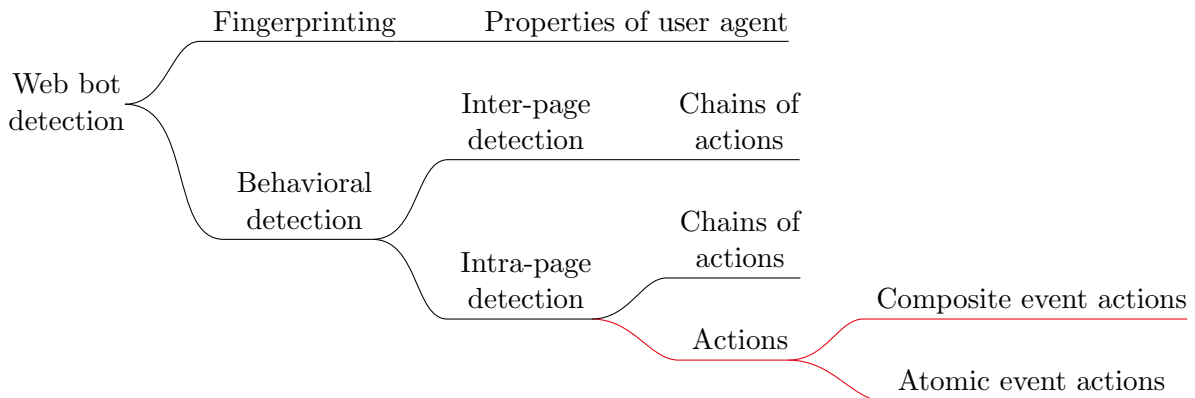 Fingerprinting
Properties of user agent
Web bot
detection
Inter-page
detection
Chains of
actions
Behavioral
detection
Chains of
actions
Intra-page
detection
Composite event actions
Actions
Atomic event actions